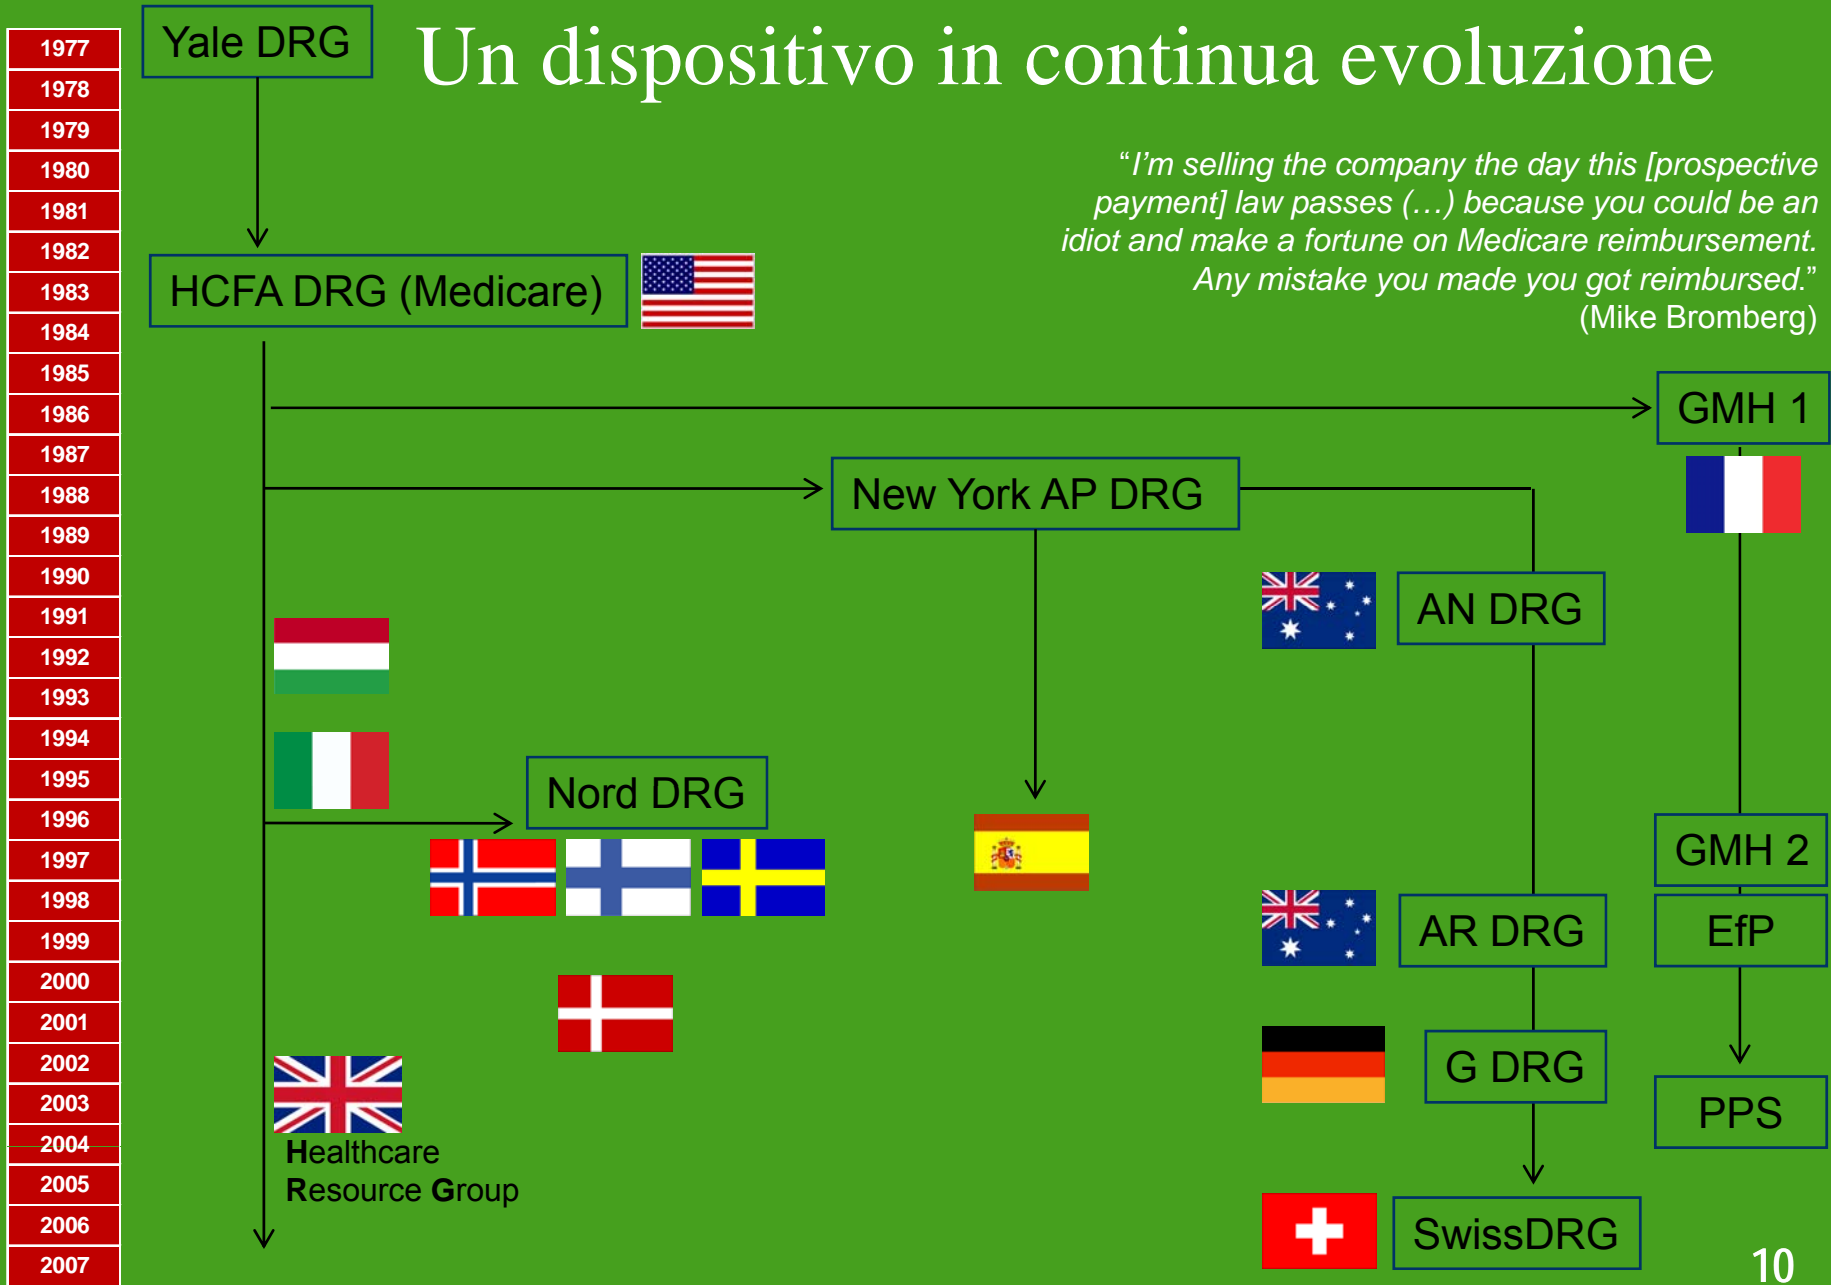 Un dispositivo in continua evoluzione
1977
1978
1979
1980
1981
1982
1983
1984
1985
1986
1987
1988
1989
1990
1991
1992
1993
1994
1995
1996
1997
1998
1999
2000
2001
2002
2003
2004
2005
2006
2007
Yale DRG
“I’m selling the company the day this [prospective
payment] law passes (…) because you could be an
idiot and make a fortune on Medicare reimbursement.
Any mistake you made you got reimbursed.”
(Mike Bromberg)
HCFA DRG (Medicare)
GMH 1
New York AP DRG
AN DRG
Nord DRG
GMH 2
AR DRG
EfP
G DRG
PPS
Healthcare
Resource Group
SwissDRG
10